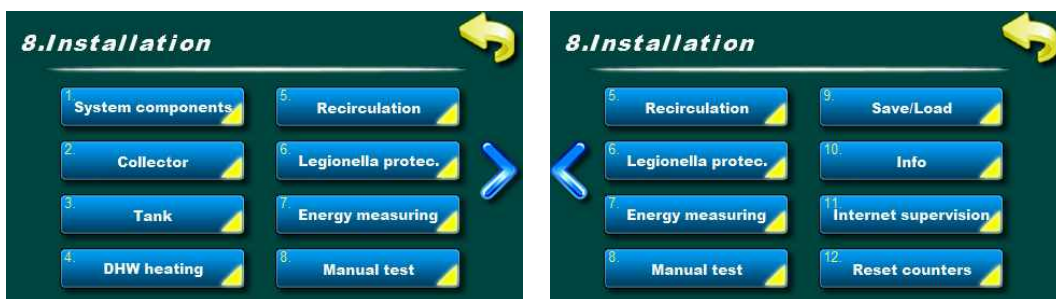 8.Installation
1. System components
2. Collector
3. Tank
4. DHW heating
5. Recirculation
6. Legionella protec.
7. Energy measuring
8. Manual test
8.Installation
5. Recirculation
6. Legionella protec.
7. Energy measuring
8. Manual test
9. Save/Load
10. Info
11. Internet supervision
12. Reset counters